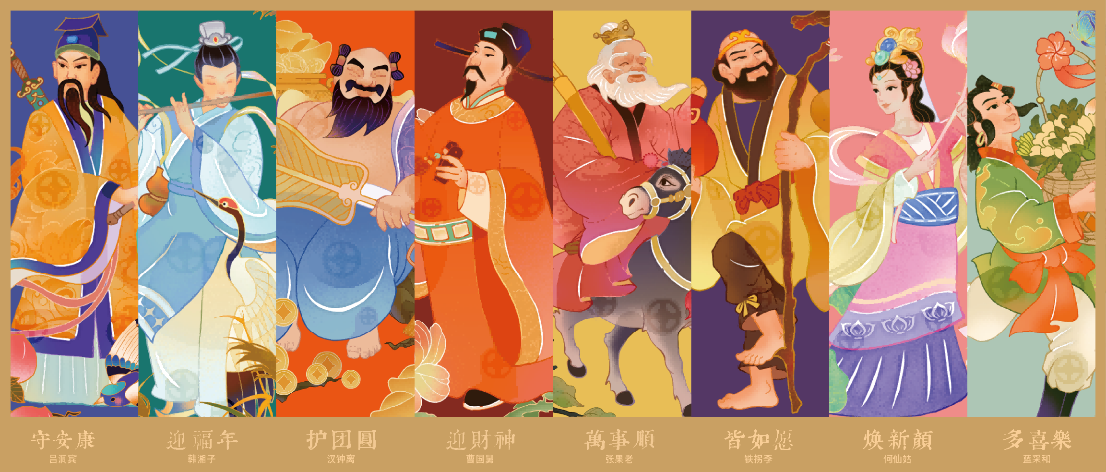 守安康
吕洞宾
迎福年
韩湘子
护团圓
汉钟离
迎財神
曹国舅
萬事順
张果老
皆如愿
铁拐李
焕新顔
何仙姑
多喜樂
蓝采和